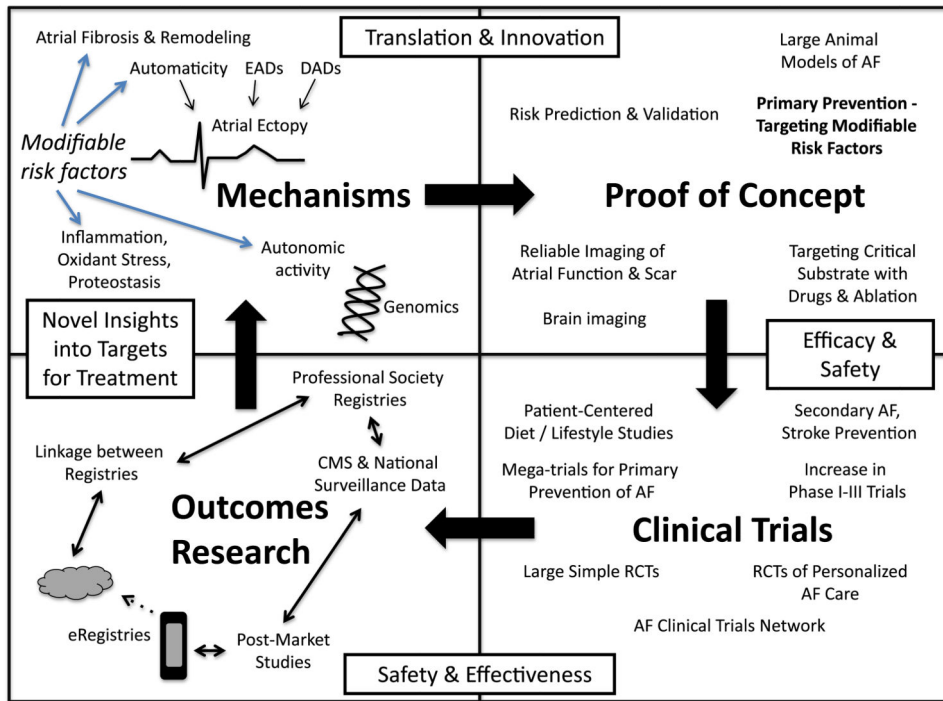 Translation & Innovation
Atrial Fibrosis & Remodeling
Automaticity
EADs
DADs
Atrial Ectopy
Modifiable
risk factors
Mechanisms
Inflammation,
Oxidant Stress,
Proteostasis
Autonomic
activity
Genomics
Large Animal
Models of AF
Risk Prediction & Validation
Primary Prevention -
Targeting Modifiable
Risk Factors
Proof of Concept
Reliable Imaging of
Atrial Function & Scar
Targeting Critical
Substrate with
Drugs & Ablation
Brain imaging
Novel Insights
into Targets
for Treatment
Efficacy &
Safety
Professional Society
Registries
Linkage between
Registries
CMS & National
Surveillance Data
Outcomes
Research
eRegistries
Post-Market
Studies
Patient-Centered
Diet / Lifestyle Studies
Secondary AF,
Stroke Prevention
Mega-trials for Primary
Prevention of AF
Increase in
Phase I-III Trials
Clinical Trials
Large Simple RCTs
RCTs of Personalized
AF Care
AF Clinical Trials Network
Safety & Effectiveness